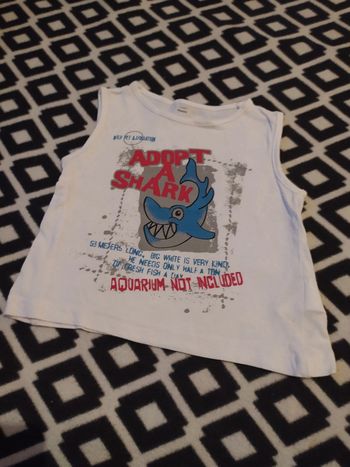 ADOPT
A
SHARK
5 METERS LONG, BIG WHITE IS VERY KIND.
HE NEEDS ONLY HALF A TON
OF FRESH FISH A DAY.
AQUARIUM NOT INCLUDED